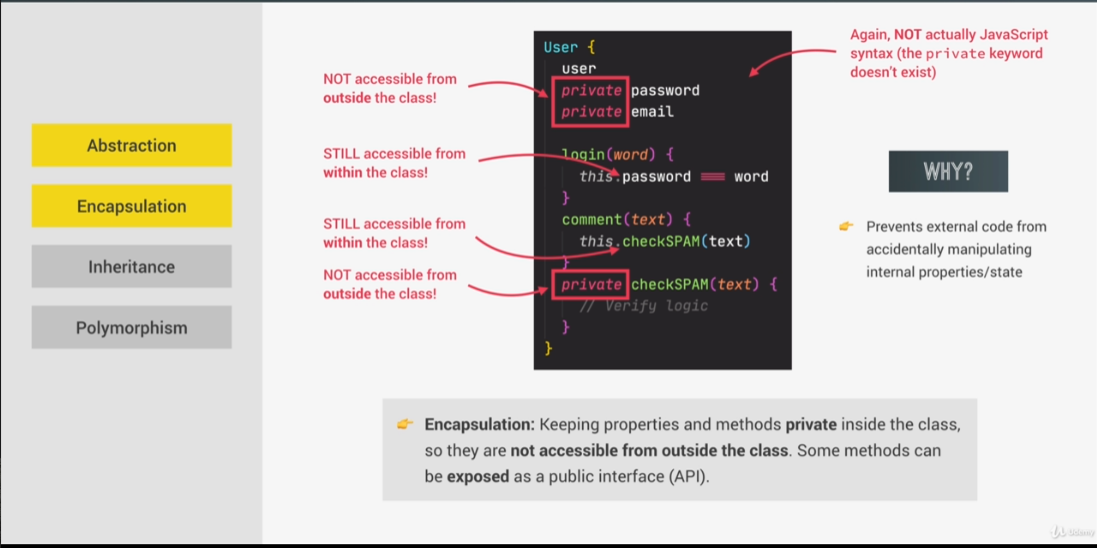 Abstraction
Encapsulation
Inheritance
Polymorphism
NOT accessible from
outside the class!
STILL accessible from
within the class!
STILL accessible from
within the class!
NOT accessible from
outside the class!
User {
user
private password
private email
login(word) {
this.password === word
}
comment(text) {
this.checkSPAM(text)
}
private checkSPAM(text) {
// Verify logic
}
}
Again, NOT actually JavaScript
syntax (the private keyword
doesn't exist)
WHY?
👉 Prevents external code from
accidentally manipulating
internal properties/state
👉 Encapsulation: Keeping properties and methods private inside the class,
so they are not accessible from outside the class. Some methods can
be exposed as a public interface (API).
Udemy